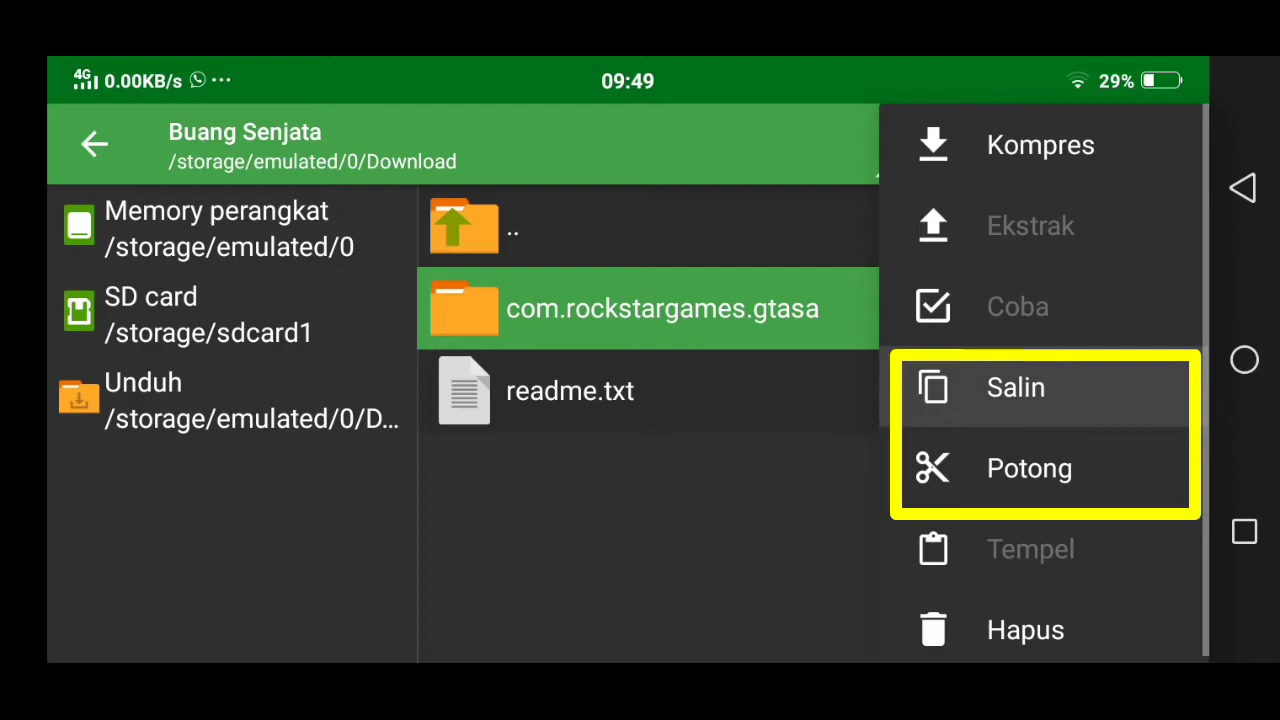 4G 0.00KB/s ... 09:49 29%
Buang Senjata
/storage/emulated/0/Download
Memory perangkat
/storage/emulated/0
SD card
/storage/sdcard1
Unduh
/storage/emulated/0/D...
..
com.rockstargames.gtasa
readme.txt
Kompres
Ekstrak
Coba
Salin
Potong
Tempel
Hapus